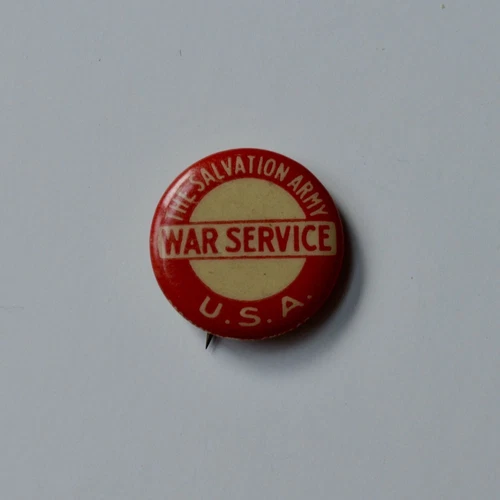 THE SALVATION ARMY
WAR SERVICE
U.S.A.